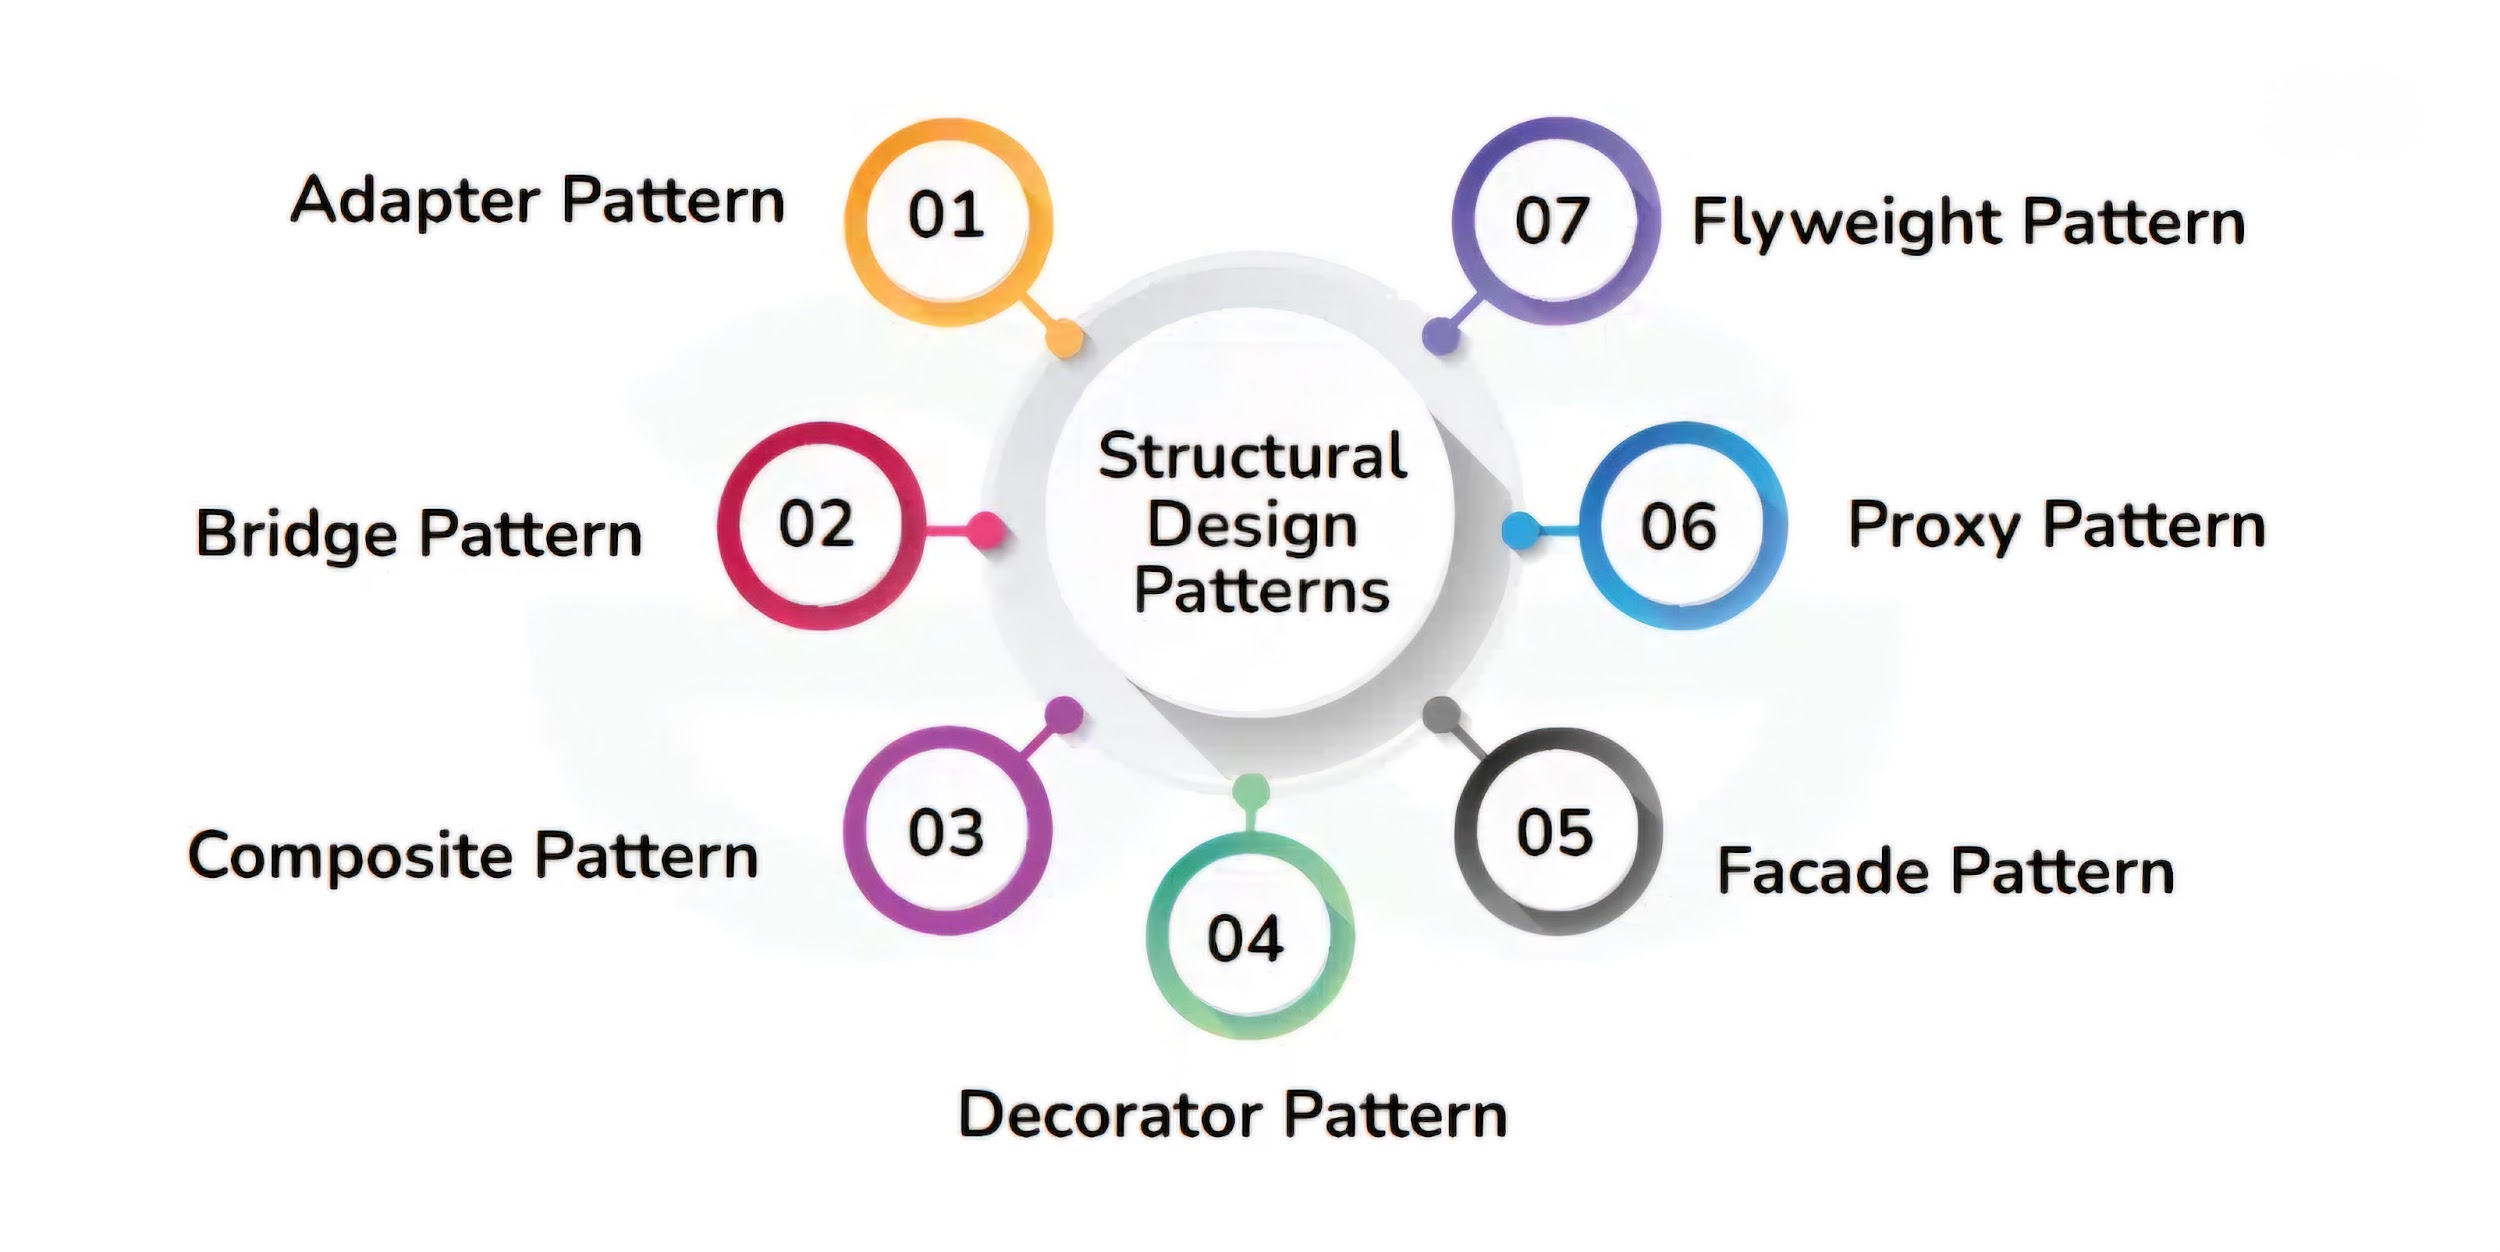 Structural
Design
Patterns
01
Adapter Pattern
02
Bridge Pattern
03
Composite Pattern
04
Decorator Pattern
05
Facade Pattern
06
Proxy Pattern
07
Flyweight Pattern